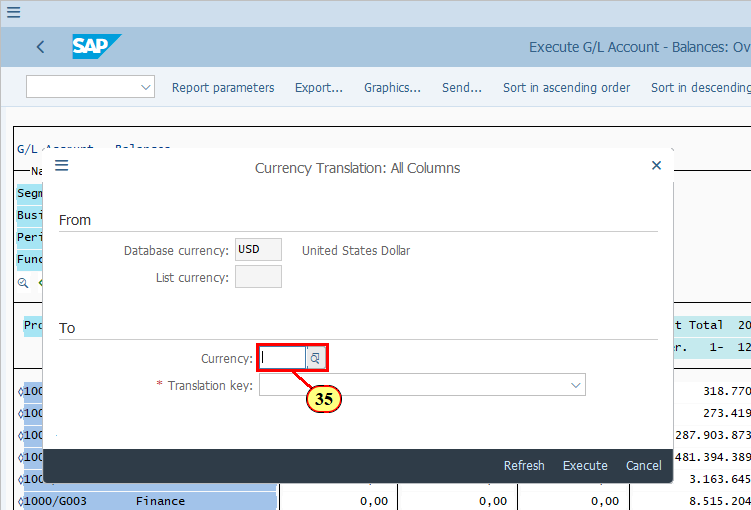 SAP
Execute G/L Account - Balances: Ov
Report parameters Export... Graphics... Send... Sort in ascending order Sort in descending
G/L Account Balances
Na
Segm
Busi
Peri
Func
Currency Translation: All Columns
From
Database currency: USD United States Dollar
List currency:
To
Currency:
* Translation key:
35
Refresh Execute Cancel
Pr t Total 20
er. 1- 12
100 318.770
100 273.419
100 287.903.873
100 481.394.389
100 3.163.645
1000/G003 Finance 0,00 0,00 0,00 8.515.204